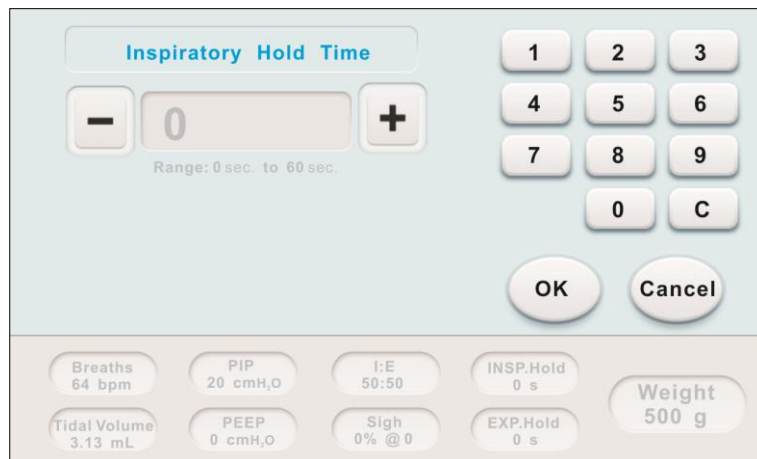 Inspiratory Hold Time
− 0 +
Range: 0 sec. to 60 sec.
1 2 3
4 5 6
7 8 9
0 C
OK Cancel
Breaths
64 bpm
PIP
20 cmH₂O
I:E
50:50
INSP.Hold
0 s
Tidal Volume
3.13 mL
PEEP
0 cmH₂O
Sigh
0% @ 0
EXP.Hold
0 s
Weight
500 g